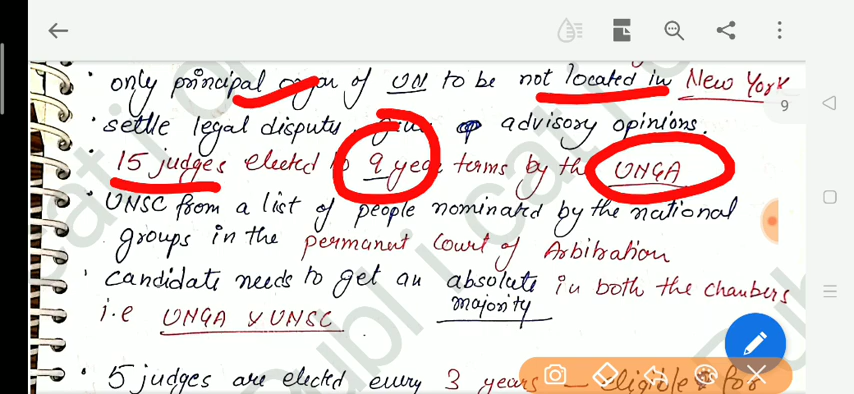 only principal organ of UN to be not located in New York
9
settle legal disputes, give advisory opinions.
15 judges elected to 9 year terms by the UNGA
UNSC from a list of people nominated by the national
groups in the permanent Court of Arbitration
candidate needs to get an absolute majority in both the chambers
i.e UNGA & UNSC
5 judges are elected every 3 years — eligible for